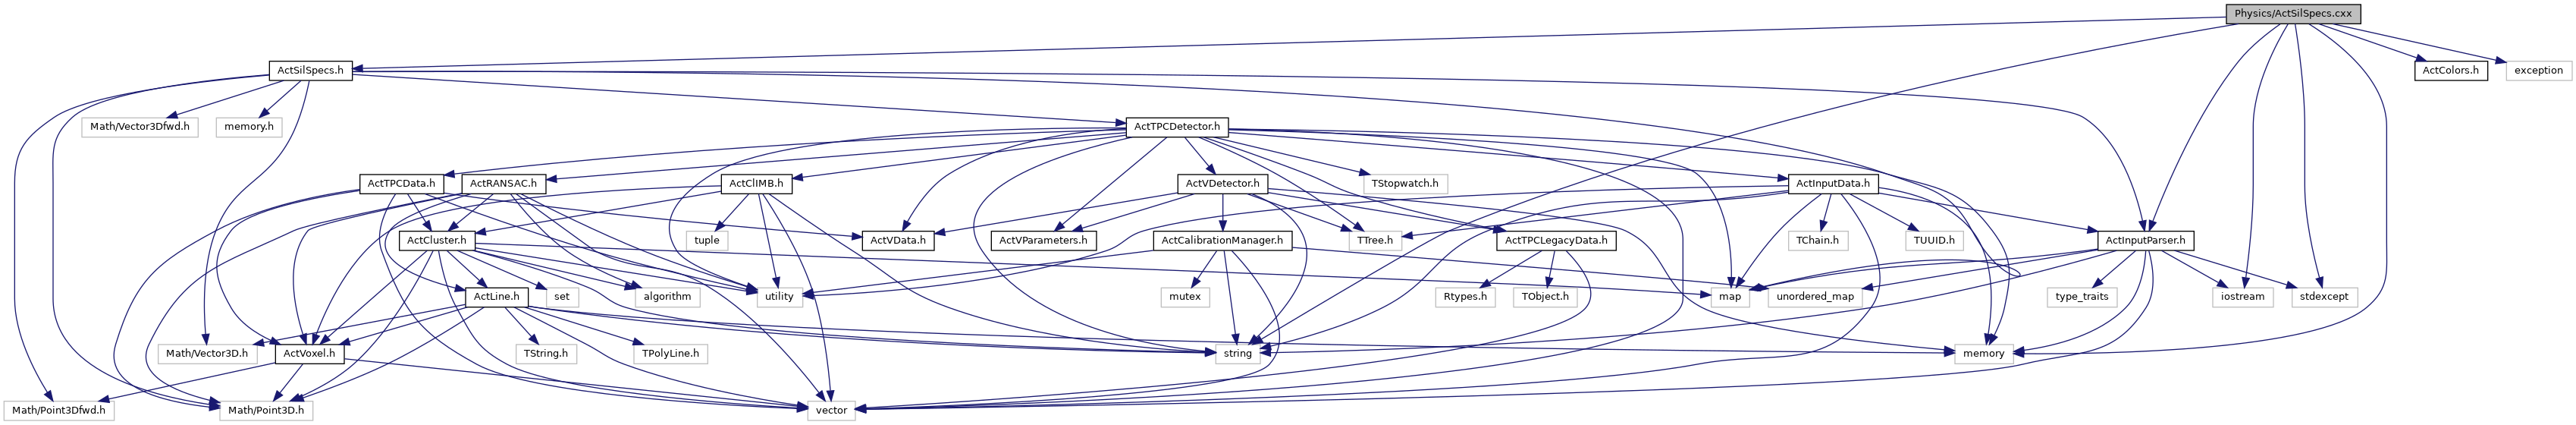 Physics/ActSilSpecs.cxx
ActSilSpecs.h
ActColors.h
exception
Math/Vector3Dfwd.h
memory.h
ActTPCDetector.h
ActTPCData.h
ActRANSAC.h
ActClIMB.h
ActVDetector.h
TStopwatch.h
ActInputData.h
ActCluster.h
tuple
ActVData.h
ActVParameters.h
ActCalibrationManager.h
TTree.h
ActTPCLegacyData.h
TChain.h
TUUID.h
ActInputParser.h
ActLine.h
set
algorithm
utility
mutex
Rtypes.h
TObject.h
map
unordered_map
type_traits
iostream
stdexcept
Math/Vector3D.h
ActVoxel.h
TString.h
TPolyLine.h
string
memory
Math/Point3Dfwd.h
Math/Point3D.h
vector